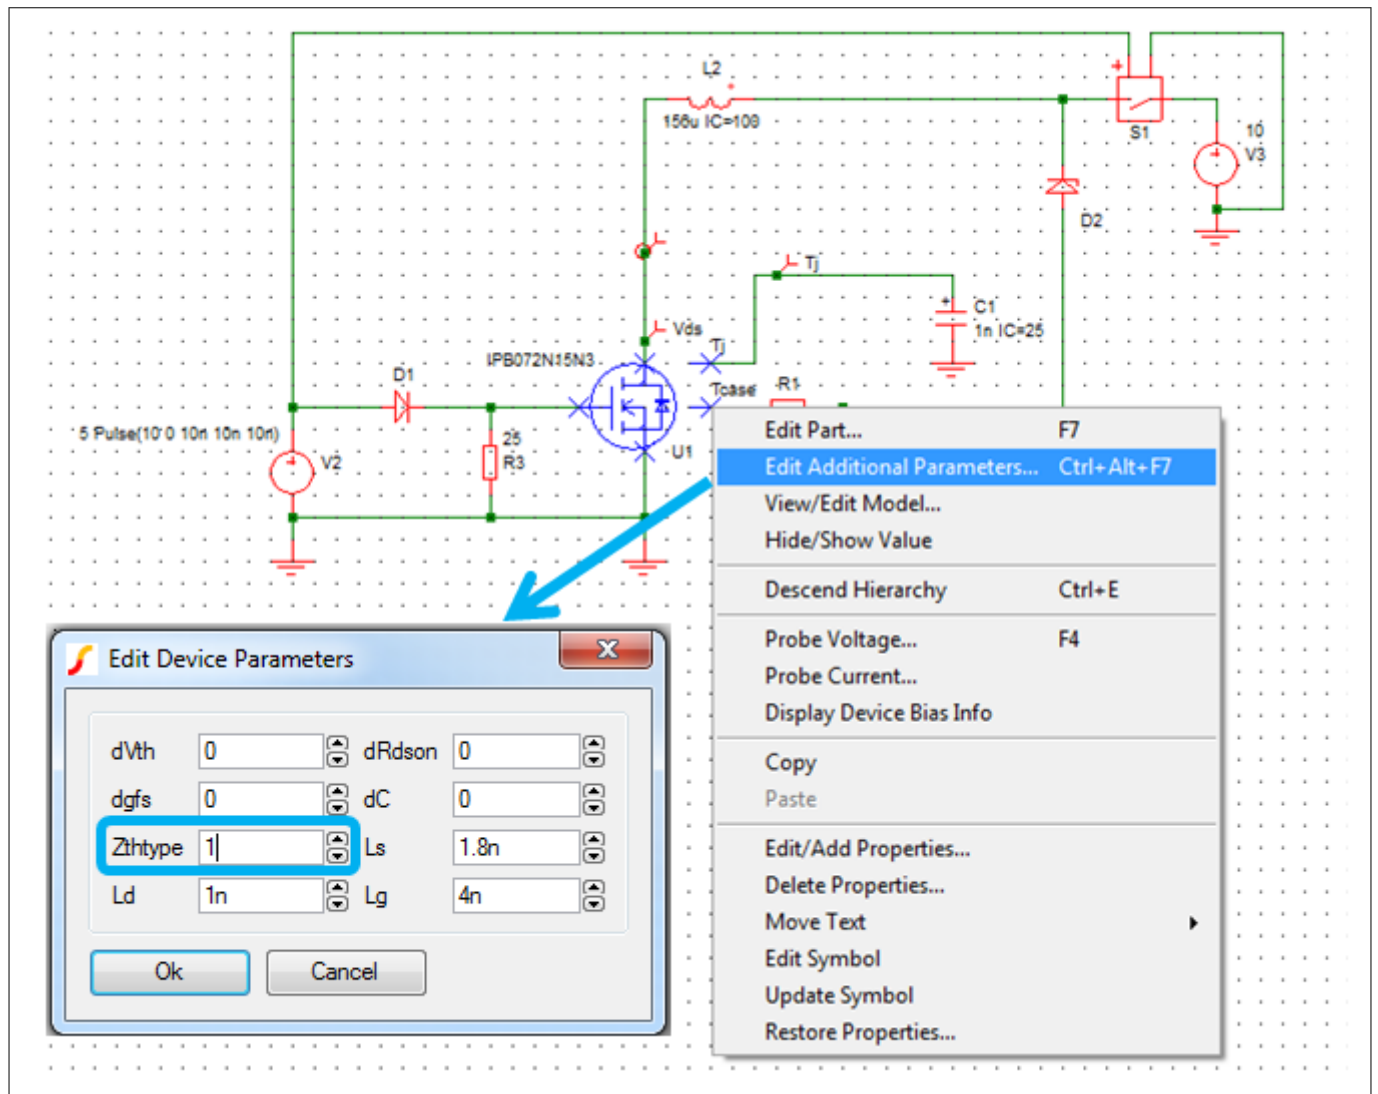 L2
156u IC=100
S1
10
V3
D2
Tj
C1
1n IC=25
Vds
IPB072N15N3
Tj
D1
Tcase
R1
5 Pulse(10 0 10n 10n 10n)
V2
25
R3
U1
Edit Part... F7
Edit Additional Parameters... Ctrl+Alt+F7
View/Edit Model...
Hide/Show Value
Descend Hierarchy Ctrl+E
Probe Voltage... F4
Probe Current...
Display Device Bias Info
Copy
Paste
Edit/Add Properties...
Delete Properties...
Move Text
Edit Symbol
Update Symbol
Restore Properties...
Edit Device Parameters
dVth 0 dRdson 0
dgfs 0 dC 0
Zthtype 1 Ls 1.8n
Ld 1n Lg 4n
Ok Cancel